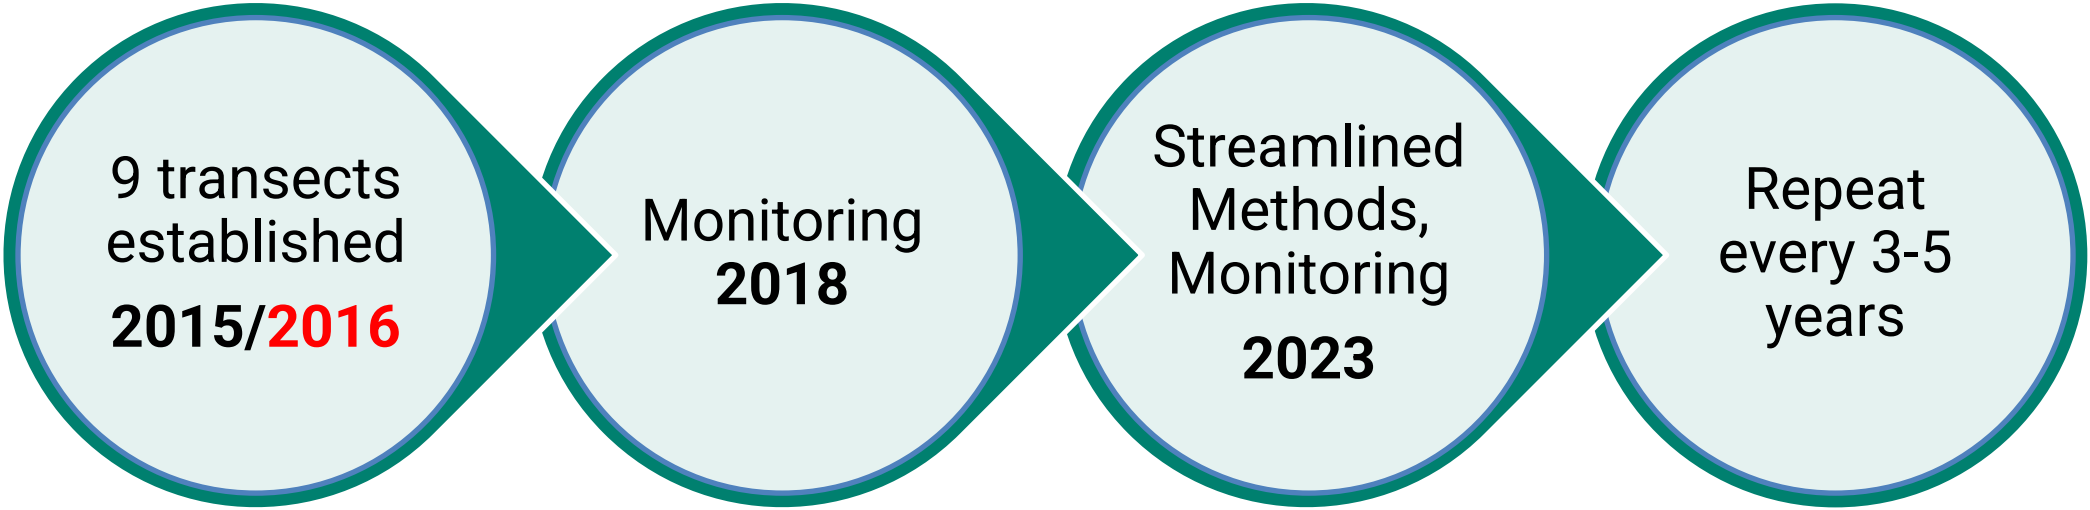 9 transects
established
2015/2016
Monitoring
2018
Streamlined
Methods,
Monitoring
2023
Repeat
every 3-5
years